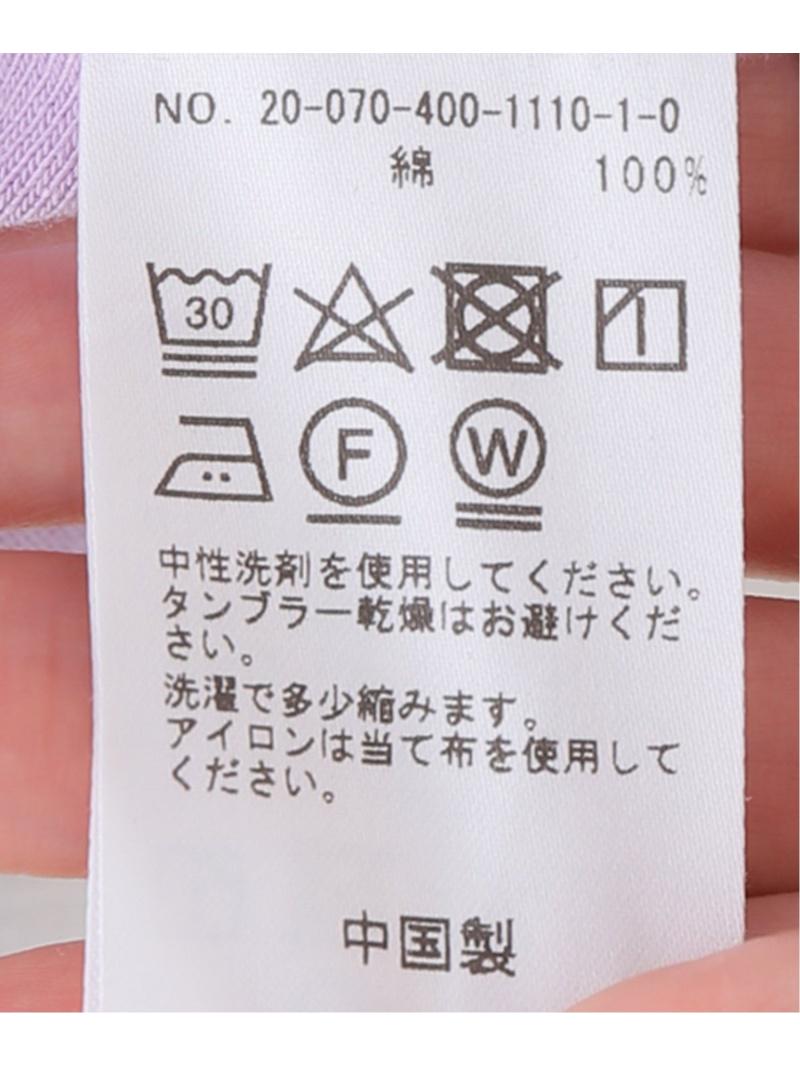 NO. 20-070-400-1110-1-0
綿 100%
30
F W
中性洗剤を使用してください。
タンブラー乾燥はお避けくだ
さい。
洗濯で多少縮みます。
アイロンは当て布を使用して
ください。
中国製